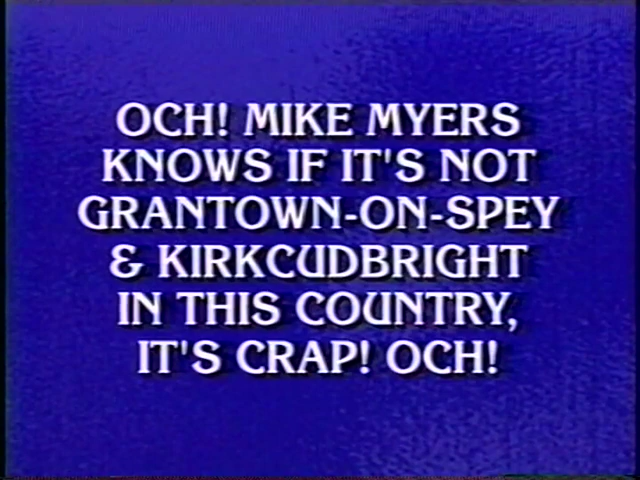 OCH! MIKE MYERS
KNOWS IF IT'S NOT
GRANTOWN-ON-SPEY
& KIRKCUDBRIGHT
IN THIS COUNTRY,
IT'S CRAP! OCH!